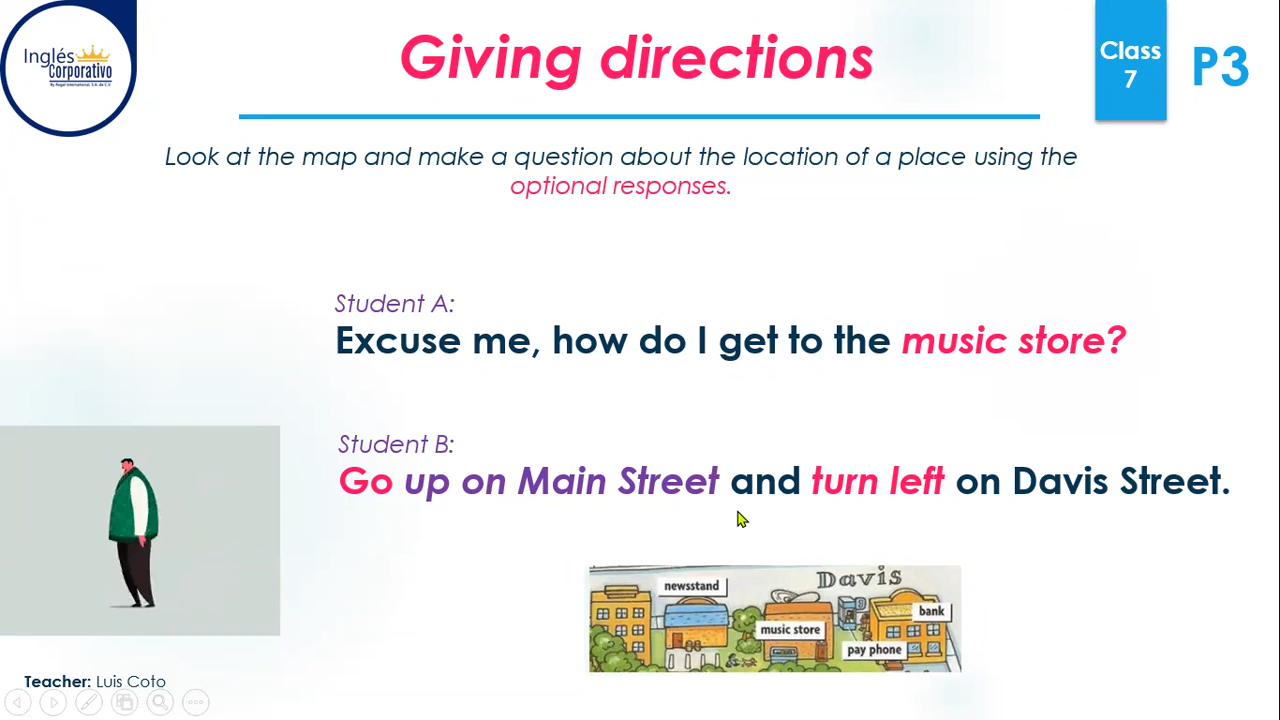 Inglés
Corporativo
By Regal International, S.A. de C.V
Giving directions
Class
7
P3
Look at the map and make a question about the location of a place using the
optional responses.
Student A:
Excuse me, how do I get to the music store?
Student B:
Go up on Main Street and turn left on Davis Street.
newsstand
Davis
bank
music store
pay phone
Teacher: Luis Coto